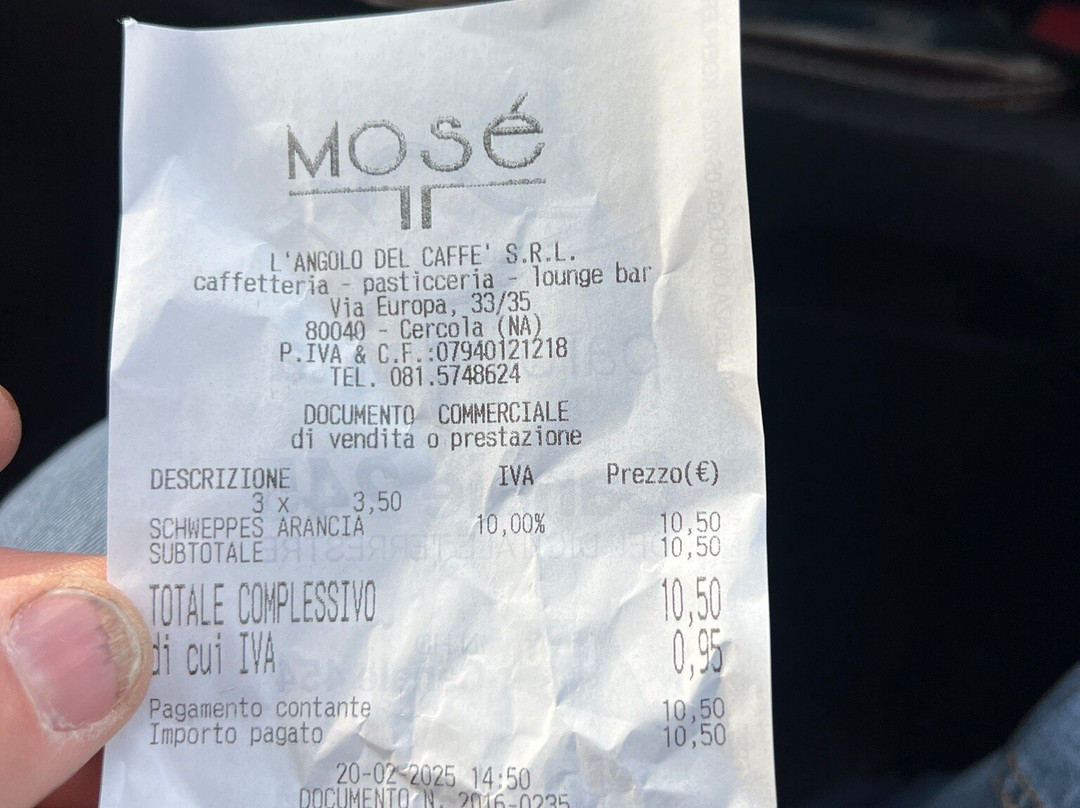 MOSé
L'ANGOLO DEL CAFFE' S.R.L.
caffetteria - pasticceria - lounge bar
Via Europa, 33/35
80040 - Cercola (NA)
P.IVA & C.F.:07940121218
TEL. 081.5748624
DOCUMENTO COMMERCIALE
di vendita o prestazione
DESCRIZIONE IVA Prezzo(€)
3 x 3,50
SCHWEPPES ARANCIA 10,00% 10,50
SUBTOTALE 10,50
TOTALE COMPLESSIVO 10,50
di cui IVA 0,95
Pagamento contante 10,50
Importo pagato 10,50
20-02-2025 14:50
DOCUMENTO N. 2016-0235